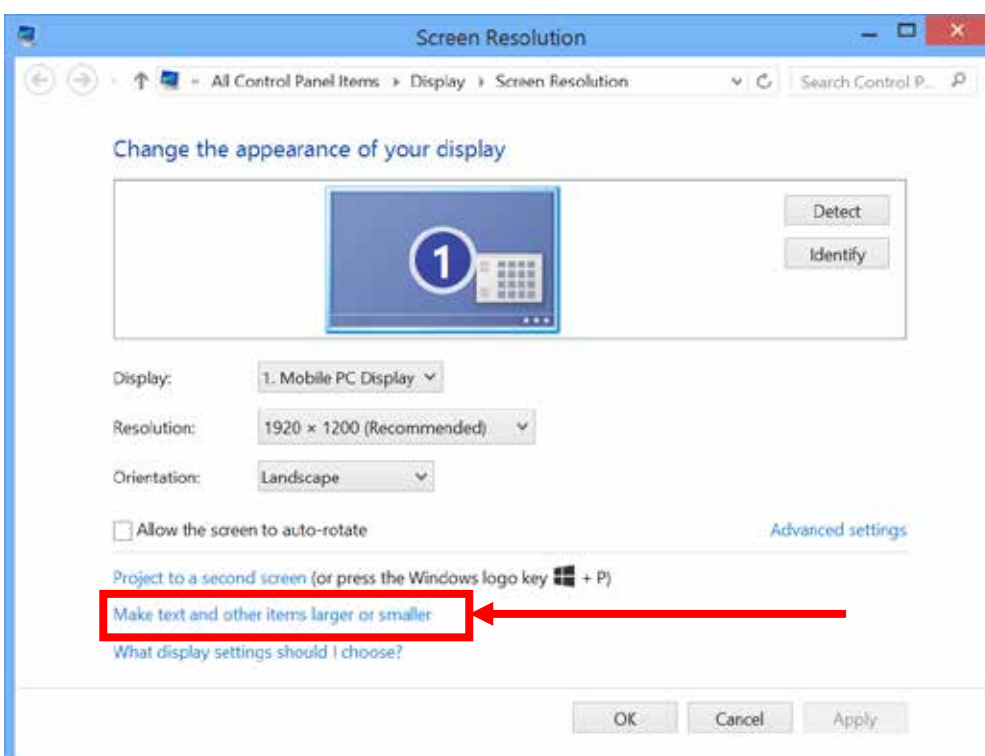 Screen Resolution
All Control Panel Items Display Screen Resolution Search Control P...
Change the appearance of your display
1
Detect
Identify
Display: 1. Mobile PC Display
Resolution: 1920 × 1200 (Recommended)
Orientation: Landscape
Allow the screen to auto-rotate Advanced settings
Project to a second screen (or press the Windows logo key + P)
Make text and other items larger or smaller
What display settings should I choose?
OK Cancel Apply